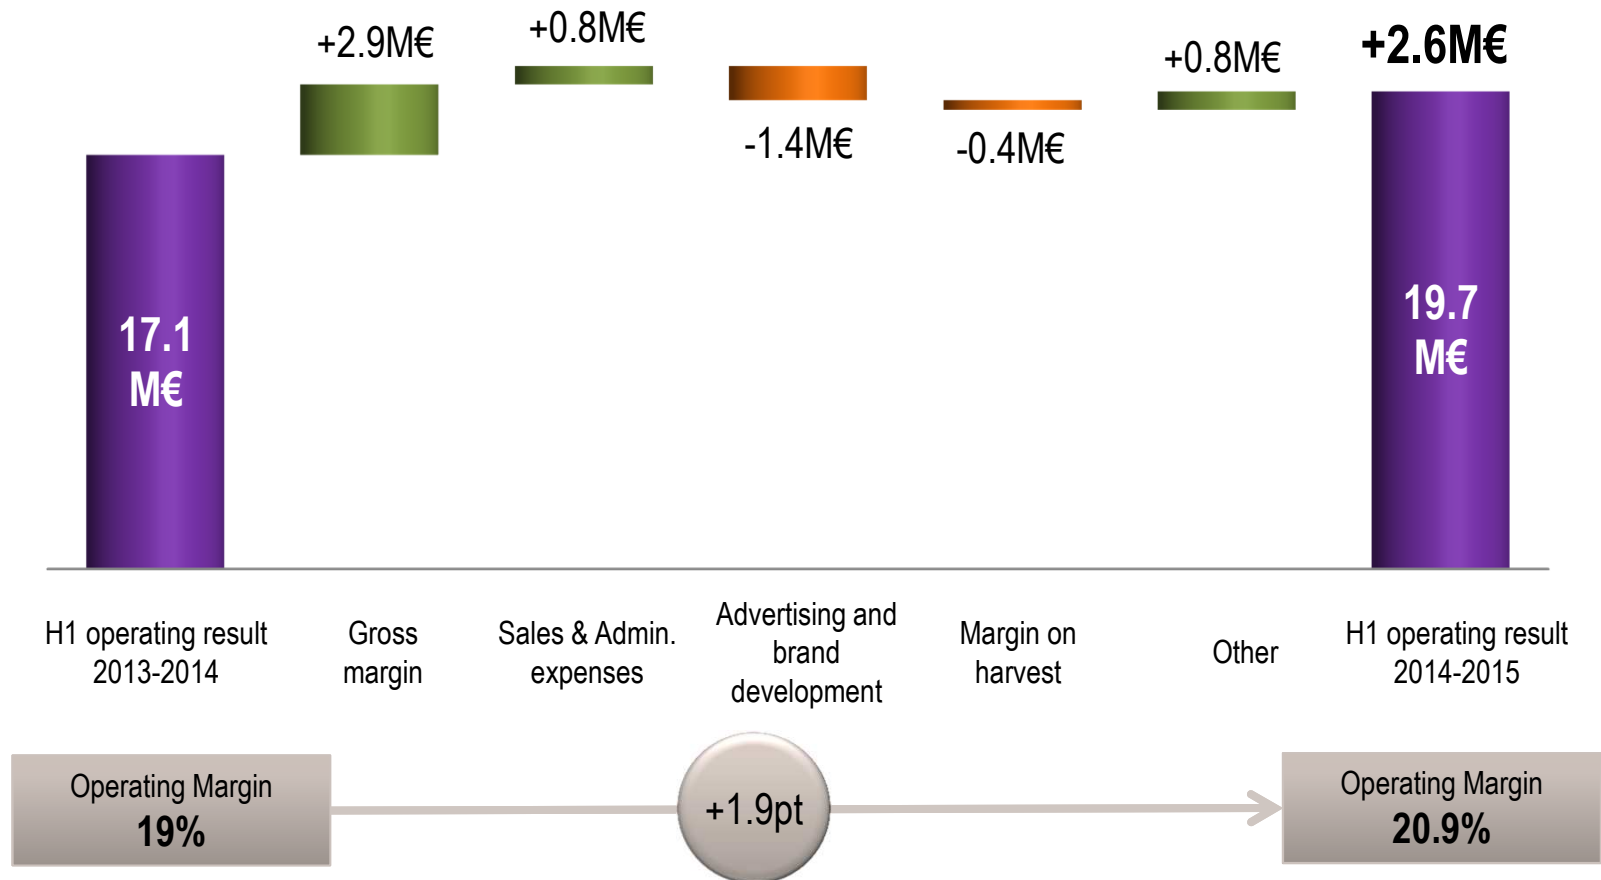 +2.9M€
+0.8M€
-1.4M€
-0.4M€
+0.8M€
+2.6M€
17.1
M€
19.7
M€
H1 operating result
2013-2014
Gross
margin
Sales & Admin.
expenses
Advertising and
brand
development
Margin on
harvest
Other
H1 operating result
2014-2015
Operating Margin
19%
+1.9pt
Operating Margin
20.9%